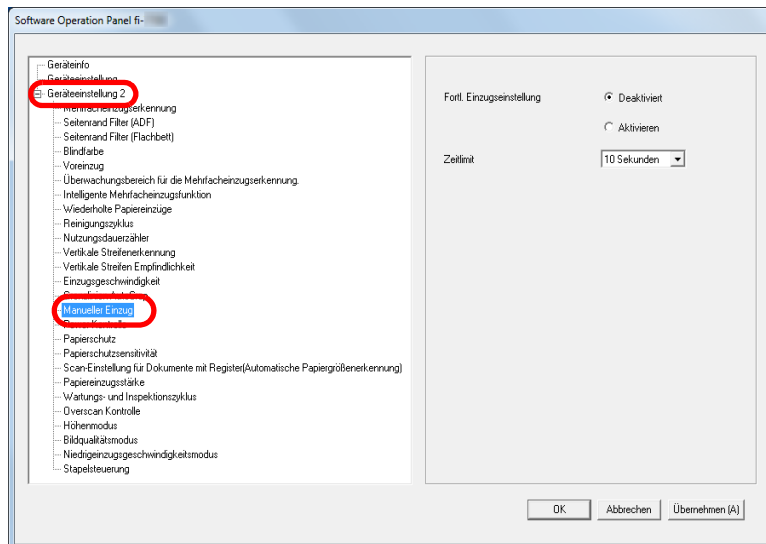 Software Operation Panel fi-
Geräteinfo
Geräteeinstellung
Geräteeinstellung 2
Mehrfacheinzugserkennung
Seitenrand Filter (ADF)
Seitenrand Filter (Flachbett)
Blindfarbe
Voreinzug
Überwachungsbereich für die Mehrfacheinzugserkennung.
Intelligente Mehrfacheinzugsfunktion
Wiederholte Papiereinzüge
Reinigungszyklus
Nutzungsdauerzähler
Vertikale Streifenerkennung
Vertikale Streifen Empfindlichkeit
Einzugsgeschwindigkeit
Manueller Einzug
Power Kontrolle
Papierschutz
Papierschutzsensitivität
Scan-Einstellung für Dokumente mit Register(Automatische Papiergrößenerkennung)
Papiereinzugsstärke
Wartungs- und Inspektionszyklus
Overscan Kontrolle
Höhenmodus
Bildqualitätsmodus
Niedrigeinzugsgeschwindigkeitsmodus
Stapelsteuerung
Fortl. Einzugseinstellung
Deaktiviert
Aktivieren
Zeitlimit
10 Sekunden
OK
Abbrechen
Übernehmen (A)